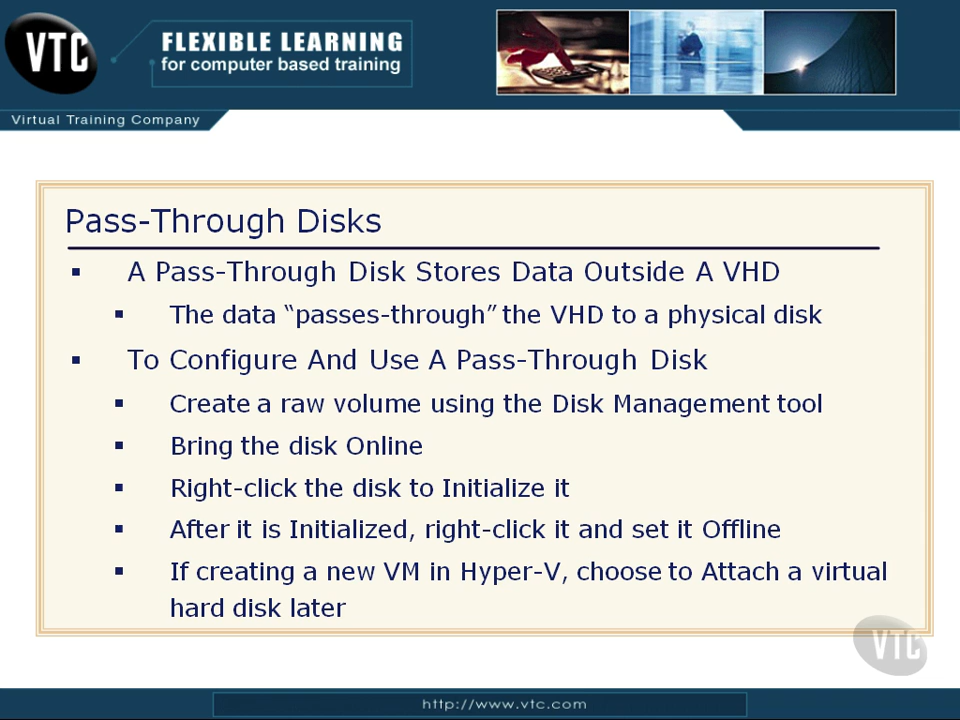 VTC
FLEXIBLE LEARNING
for computer based training
Virtual Training Company
Pass-Through Disks
▪ A Pass-Through Disk Stores Data Outside A VHD
▪ The data “passes-through” the VHD to a physical disk
▪ To Configure And Use A Pass-Through Disk
▪ Create a raw volume using the Disk Management tool
▪ Bring the disk Online
▪ Right-click the disk to Initialize it
▪ After it is Initialized, right-click it and set it Offline
▪ If creating a new VM in Hyper-V, choose to Attach a virtual
hard disk later
VTC
http://www.vtc.com